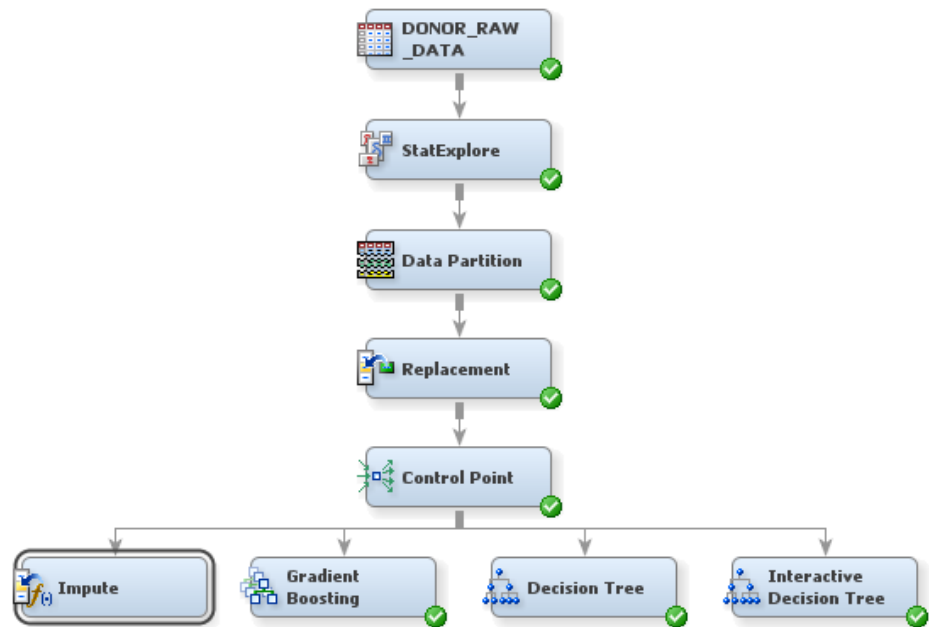 DONOR_RAW
_DATA
StatExplore
Data Partition
Replacement
Control Point
Impute
Gradient
Boosting
Decision Tree
Interactive
Decision Tree